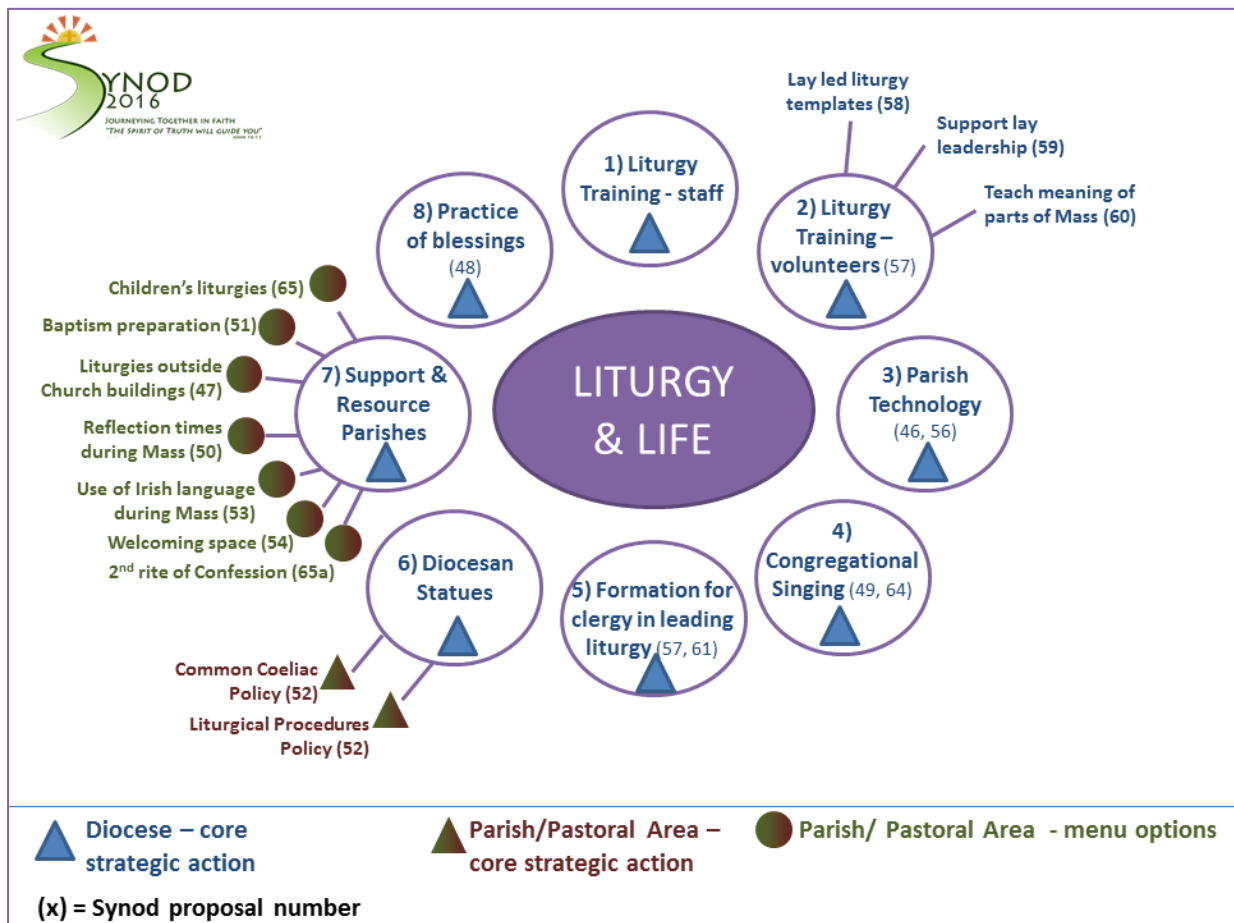 SYNOD
2016
JOURNEYING TOGETHER IN FAITH
"THE SPIRIT OF TRUTH WILL GUIDE YOU"
LITURGY
& LIFE
1) Liturgy
Training - staff
Lay led liturgy
templates (58)
Support lay
leadership (59)
Teach meaning of
parts of Mass (60)
2) Liturgy
Training –
volunteers (57)
3) Parish
Technology
(46, 56)
4)
Congregational
Singing (49, 64)
5) Formation for
clergy in leading
liturgy (57, 61)
6) Diocesan
Statues
Common Coeliac
Policy (52)
Liturgical Procedures
Policy (52)
7) Support &
Resource
Parishes
Children's liturgies (65)
Baptism preparation (51)
Liturgies outside
Church buildings (47)
Reflection times
during Mass (50)
Use of Irish language
during Mass (53)
Welcoming space (54)
2nd rite of Confession (65a)
8) Practice
of blessings
(48)
Diocese – core
strategic action
Parish/Pastoral Area –
core strategic action
Parish/ Pastoral Area - menu options
(x) = Synod proposal number